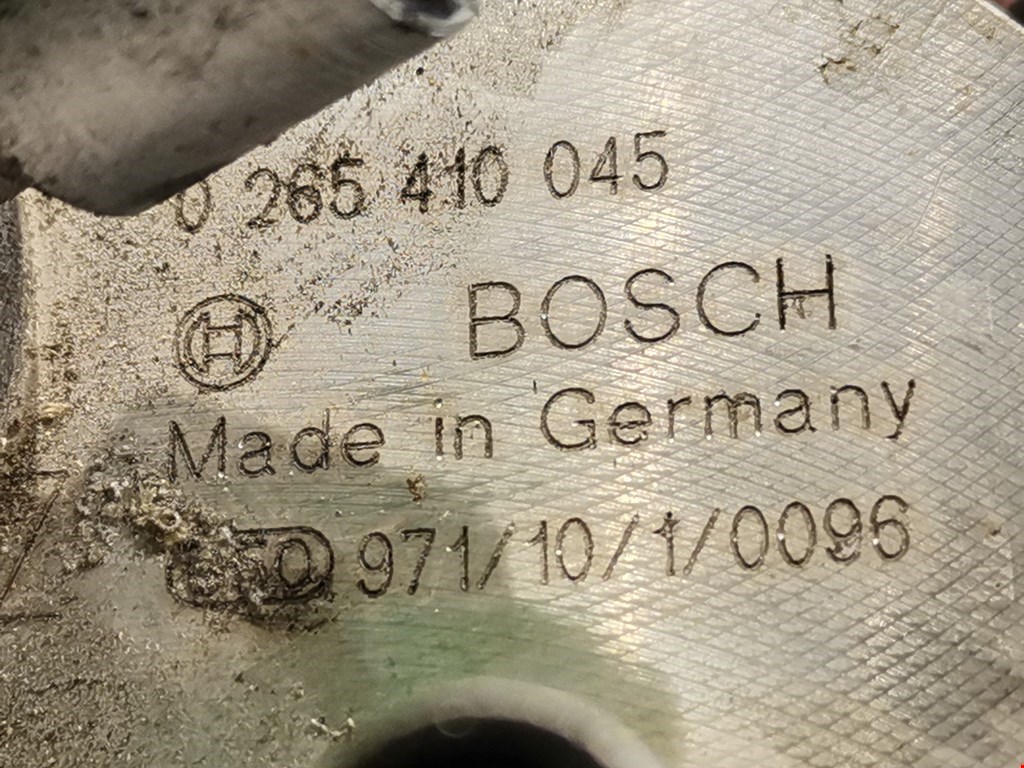 0 265 410 045
BOSCH
Made in Germany
971/10/1/0096